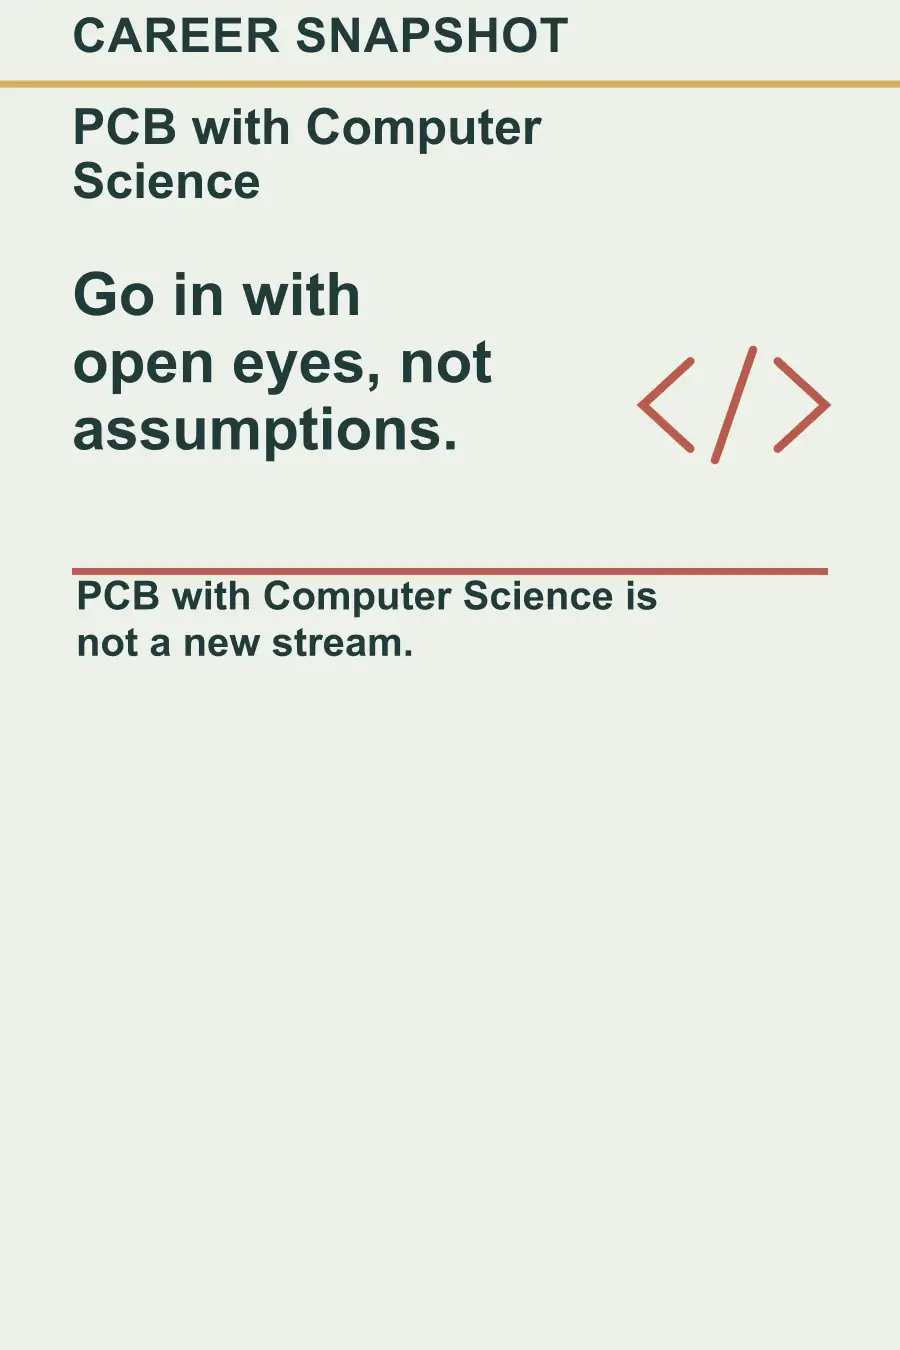 CAREER SNAPSHOT
PCB with Computer
Science
Go in with
open eyes, not
assumptions.
PCB with Computer Science is
not a new stream.